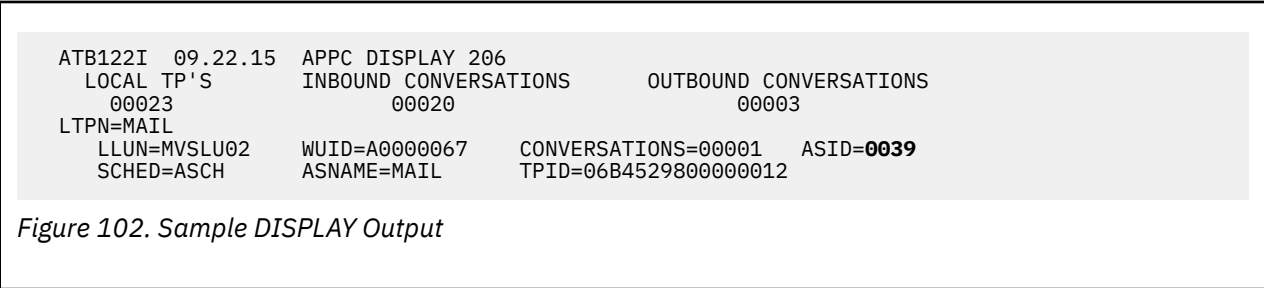 ATB122I  09.22.15  APPC DISPLAY 206
LOCAL TP'S       INBOUND CONVERSATIONS      OUTBOUND CONVERSATIONS
00023                 00020                      00003
LTPN=MAIL
LLUN=MVSLU02    WUID=A0000067    CONVERSATIONS=00001   ASID=0039
SCHED=ASCH      ASNAME=MAIL      TPID=06B4529800000012
Figure 102. Sample DISPLAY Output